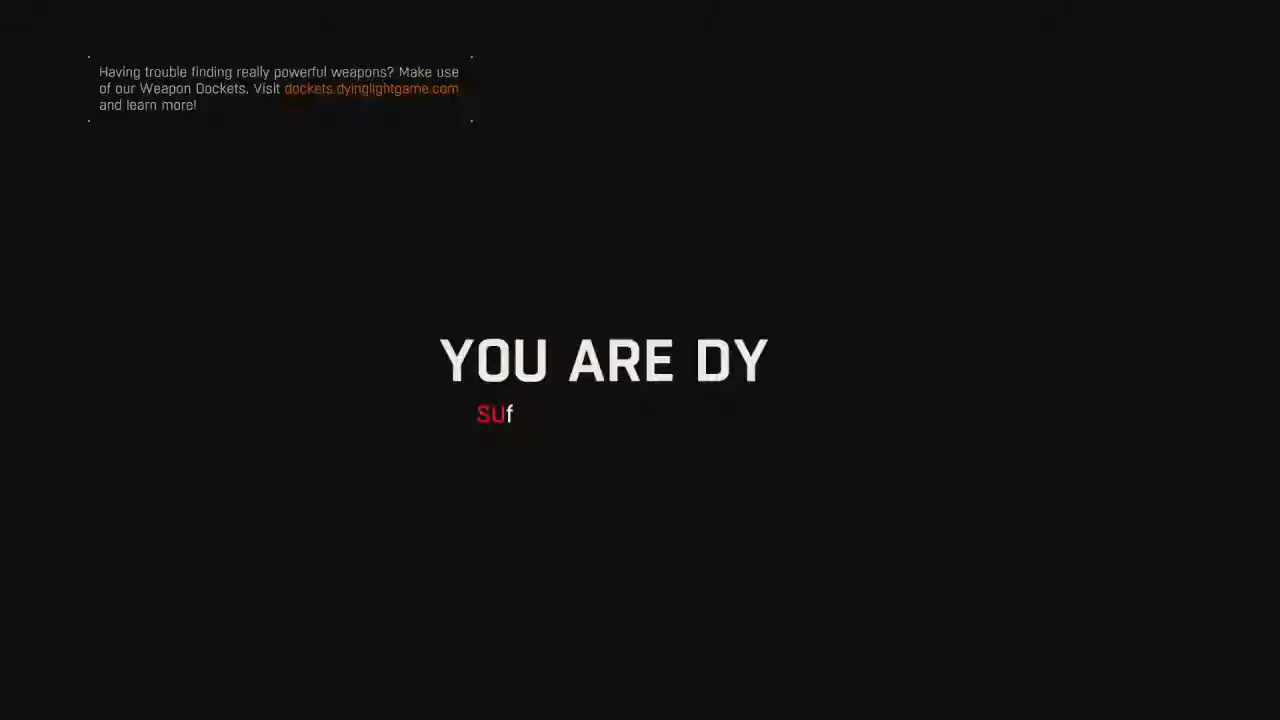 Having trouble finding really powerful weapons? Make use
of our Weapon Dockets. Visit dockets.dyinglightgame.com
and learn more!
YOU ARE DY
SUf